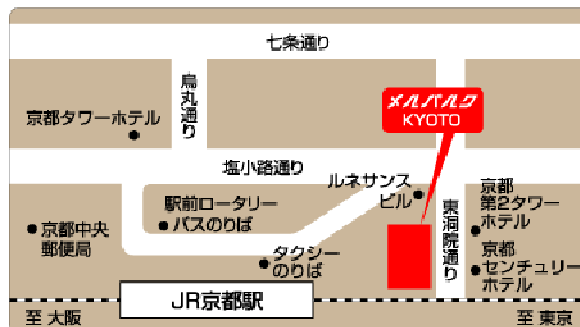 七条通り
烏丸通り
メルパルク
KYOTO
京都タワーホテル
塩小路通り
ルネサンス
ビル
京都
第2タワー
ホテル
駅前ロータリー
バスのりば
東洞院通り
京都中央
郵便局
タクシー
のりば
京都
センチュリー
ホテル
JR京都駅
至 大阪
至 東京